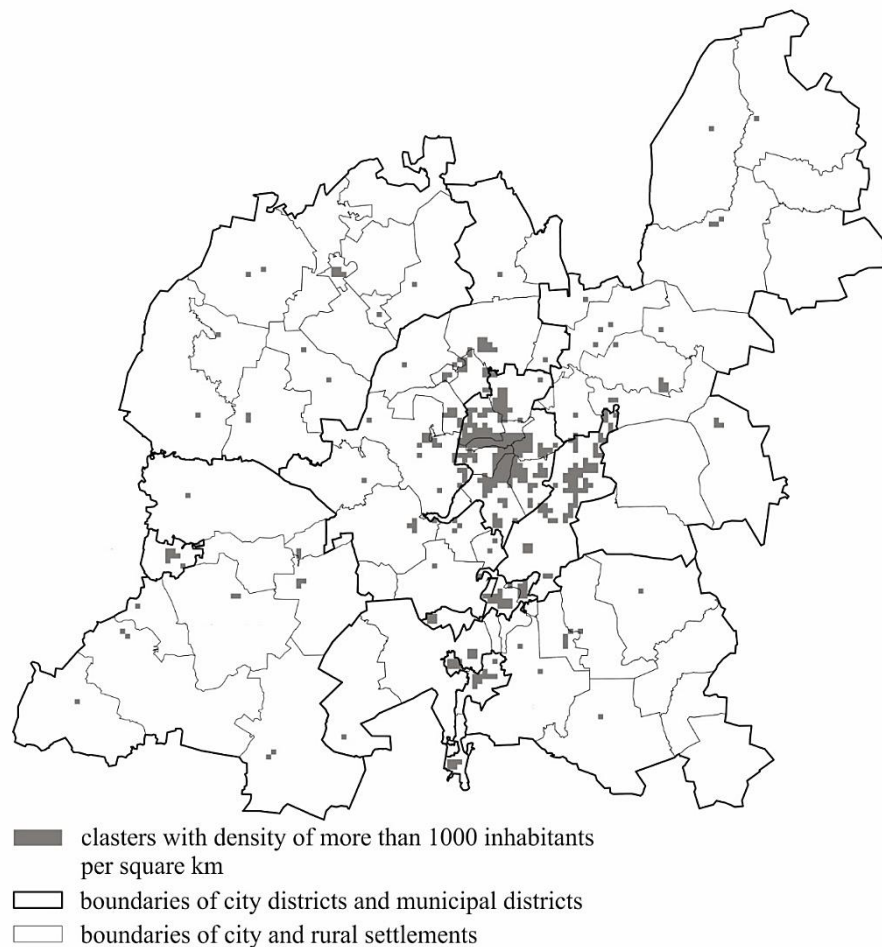 clasters with density of more than 1000 inhabitants
per square km
boundaries of city districts and municipal districts
boundaries of city and rural settlements